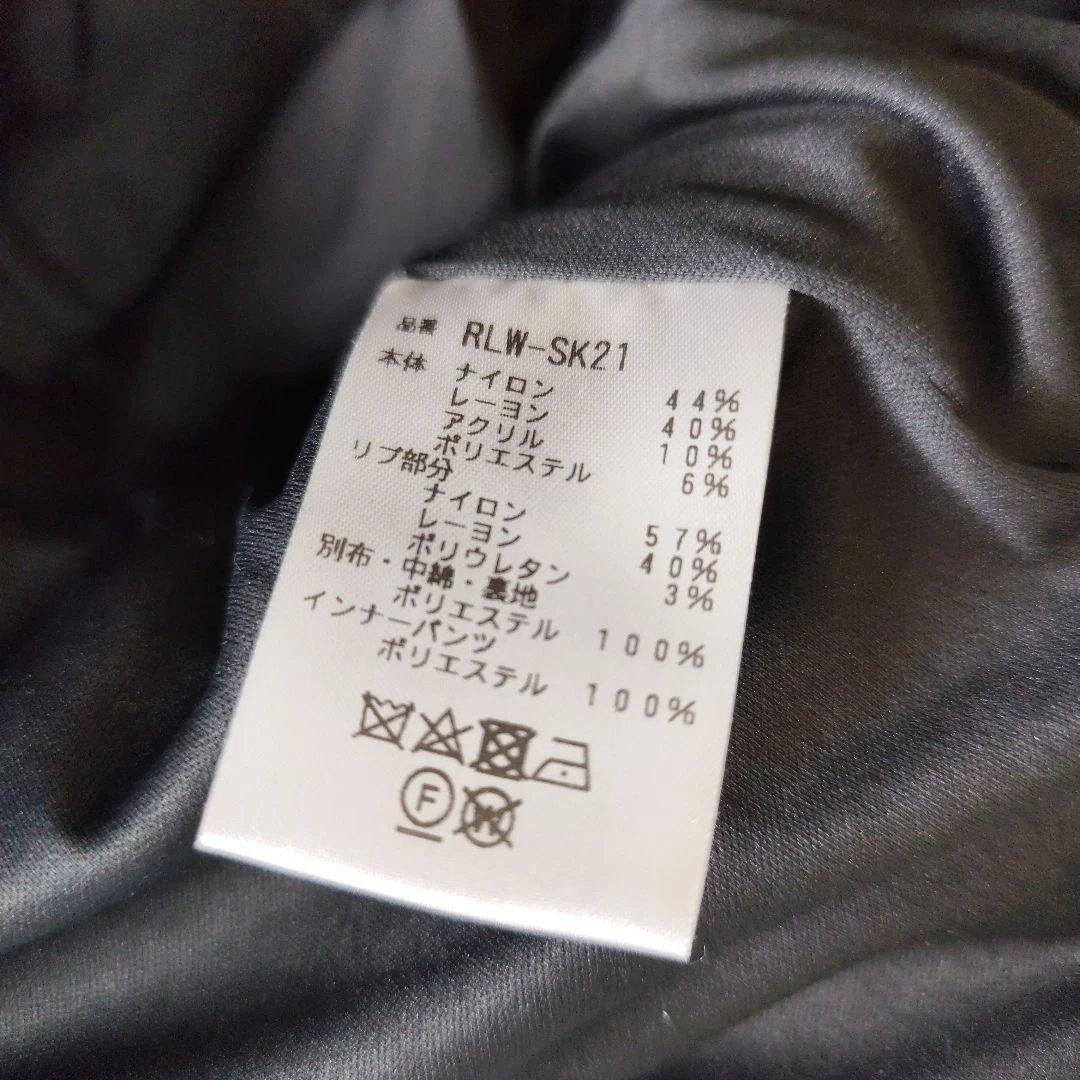 品番 RLW-SK21
本体 ナイロン 44%
レーヨン 40%
アクリル 10%
ポリエステル 6%
リブ部分
ナイロン 57%
レーヨン 40%
ポリウレタン 3%
別布・中綿・裏地
ポリエステル 100%
インナーパンツ
ポリエステル 100%
F W